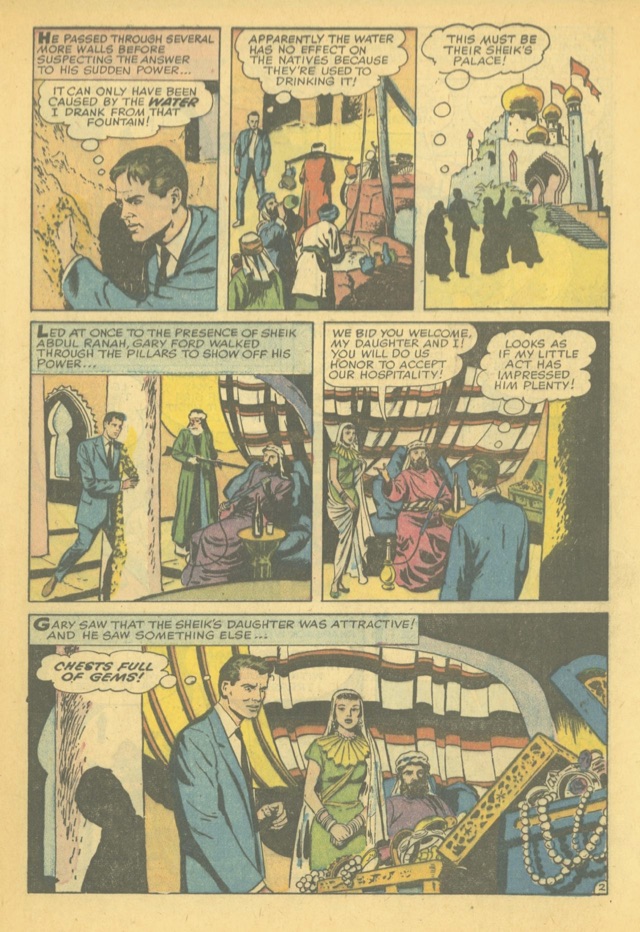 HE PASSED THROUGH SEVERAL
MORE WALLS BEFORE
SUSPECTING THE ANSWER
TO HIS SUDDEN POWER...
IT CAN ONLY HAVE BEEN
CAUSED BY THE WATER
I DRANK FROM THAT
FOUNTAIN!
APPARENTLY THE WATER
HAS NO EFFECT ON
THE NATIVES BECAUSE
THEY'RE USED TO
DRINKING IT!
THIS MUST BE
THEIR SHEIK'S
PALACE!
LED AT ONCE TO THE PRESENCE OF SHEIK
ABDUL RANAH, GARY FORD WALKED
THROUGH THE PILLARS TO SHOW OFF HIS
POWER...
WE BID YOU WELCOME,
MY DAUGHTER AND I!
YOU WILL DO US
HONOR TO ACCEPT
OUR HOSPITALITY!
LOOKS AS
IF MY LITTLE
ACT HAS
IMPRESSED
HIM PLENTY!
GARY SAW THAT THE SHEIK'S DAUGHTER WAS ATTRACTIVE!
AND HE SAW SOMETHING ELSE...
CHESTS FULL
OF GEMS!
2